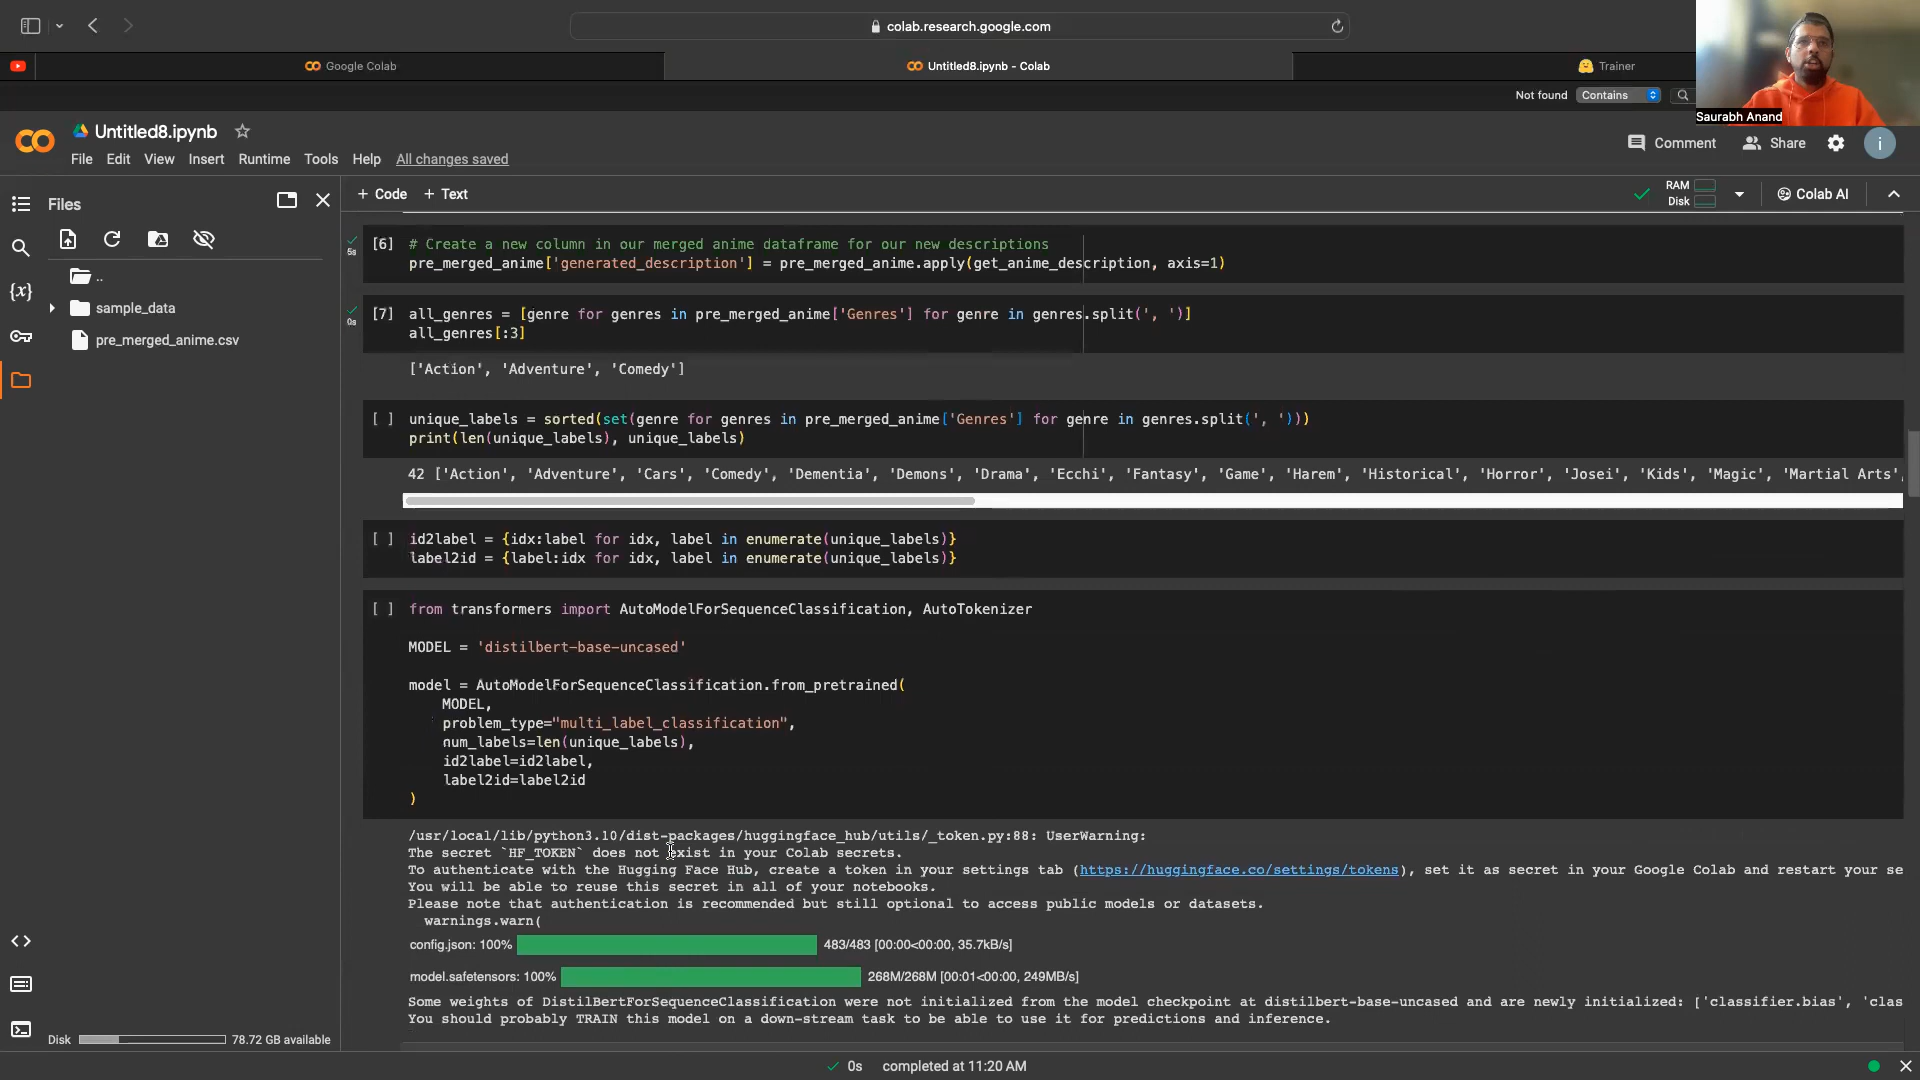 colab.research.google.com
Google Colab
Untitled8.ipynb - Colab
Trainer
Not found
Contains
Saurabh Anand
Untitled8.ipynb
File Edit View Insert Runtime Tools Help All changes saved
Comment
Share
i
Files
+ Code + Text
RAM
Disk
Colab AI
..
sample_data
pre_merged_anime.csv
{x}
5s
[6] # Create a new column in our merged anime dataframe for our new descriptions
pre_merged_anime['generated_description'] = pre_merged_anime.apply(get_anime_description, axis=1)
0s
[7] all_genres = [genre for genres in pre_merged_anime['Genres'] for genre in genres.split(', ')]
all_genres[:3]
['Action', 'Adventure', 'Comedy']
[ ] unique_labels = sorted(set(genre for genres in pre_merged_anime['Genres'] for genre in genres.split(', ')))
print(len(unique_labels), unique_labels)
42 ['Action', 'Adventure', 'Cars', 'Comedy', 'Dementia', 'Demons', 'Drama', 'Ecchi', 'Fantasy', 'Game', 'Harem', 'Historical', 'Horror', 'Josei', 'Kids', 'Magic', 'Martial Arts',
[ ] id2label = {idx:label for idx, label in enumerate(unique_labels)}
label2id = {label:idx for idx, label in enumerate(unique_labels)}
[ ] from transformers import AutoModelForSequenceClassification, AutoTokenizer
MODEL = 'distilbert-base-uncased'
model = AutoModelForSequenceClassification.from_pretrained(
MODEL,
problem_type="multi_label_classification",
num_labels=len(unique_labels),
id2label=id2label,
label2id=label2id
)
/usr/local/lib/python3.10/dist-packages/huggingface_hub/utils/_token.py:88: UserWarning:
The secret `HF_TOKEN` does not exist in your Colab secrets.
To authenticate with the Hugging Face Hub, create a token in your settings tab (https://huggingface.co/settings/tokens), set it as secret in your Google Colab and restart your se
You will be able to reuse this secret in all of your notebooks.
Please note that authentication is recommended but still optional to access public models or datasets.
warnings.warn(
config.json: 100% 483/483 [00:00<00:00, 35.7kB/s]
model.safetensors: 100% 268M/268M [00:01<00:00, 249MB/s]
Some weights of DistilBertForSequenceClassification were not initialized from the model checkpoint at distilbert-base-uncased and are newly initialized: ['classifier.bias', 'clas
You should probably TRAIN this model on a down-stream task to be able to use it for predictions and inference.
Disk 78.72 GB available
0s completed at 11:20 AM